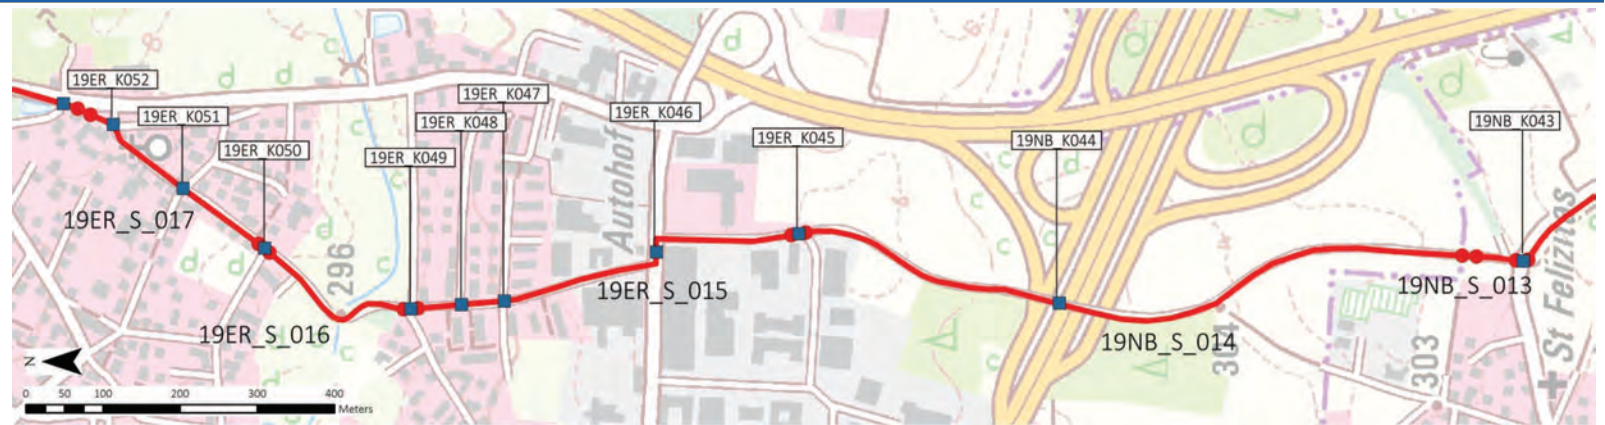 19ER_K052
19ER_K051
19ER_K050
19ER_K049
19ER_K048
19ER_K047
19ER_K046
19ER_K045
19NB_K044
19NB_K043
19ER_S_017
19ER_S_016
19ER_S_015
19NB_S_014
19NB_S_013
Autohof
St Felizitas
296
304
303
N
0 50 100 200 300 400
Meters